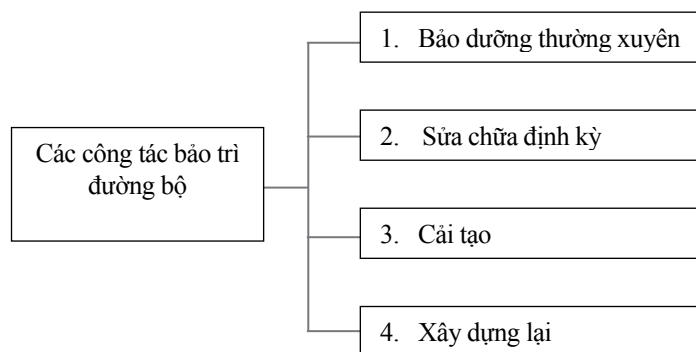 Các công tác bảo trì
đường bộ
1. Bảo dưỡng thường xuyên
2. Sửa chữa định kỳ
3. Cải tạo
4. Xây dựng lại